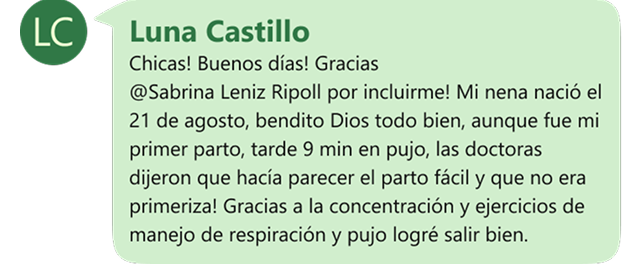 LC
Luna Castillo
Chicas! Buenos días! Gracias
@Sabrina Leniz Ripoll por incluirme! Mi nena nació el
21 de agosto, bendito Dios todo bien, aunque fue mi
primer parto, tarde 9 min en pujo, las doctoras
dijeron que hacía parecer el parto fácil y que no era
primeriza! Gracias a la concentración y ejercicios de
manejo de respiración y pujo logré salir bien.